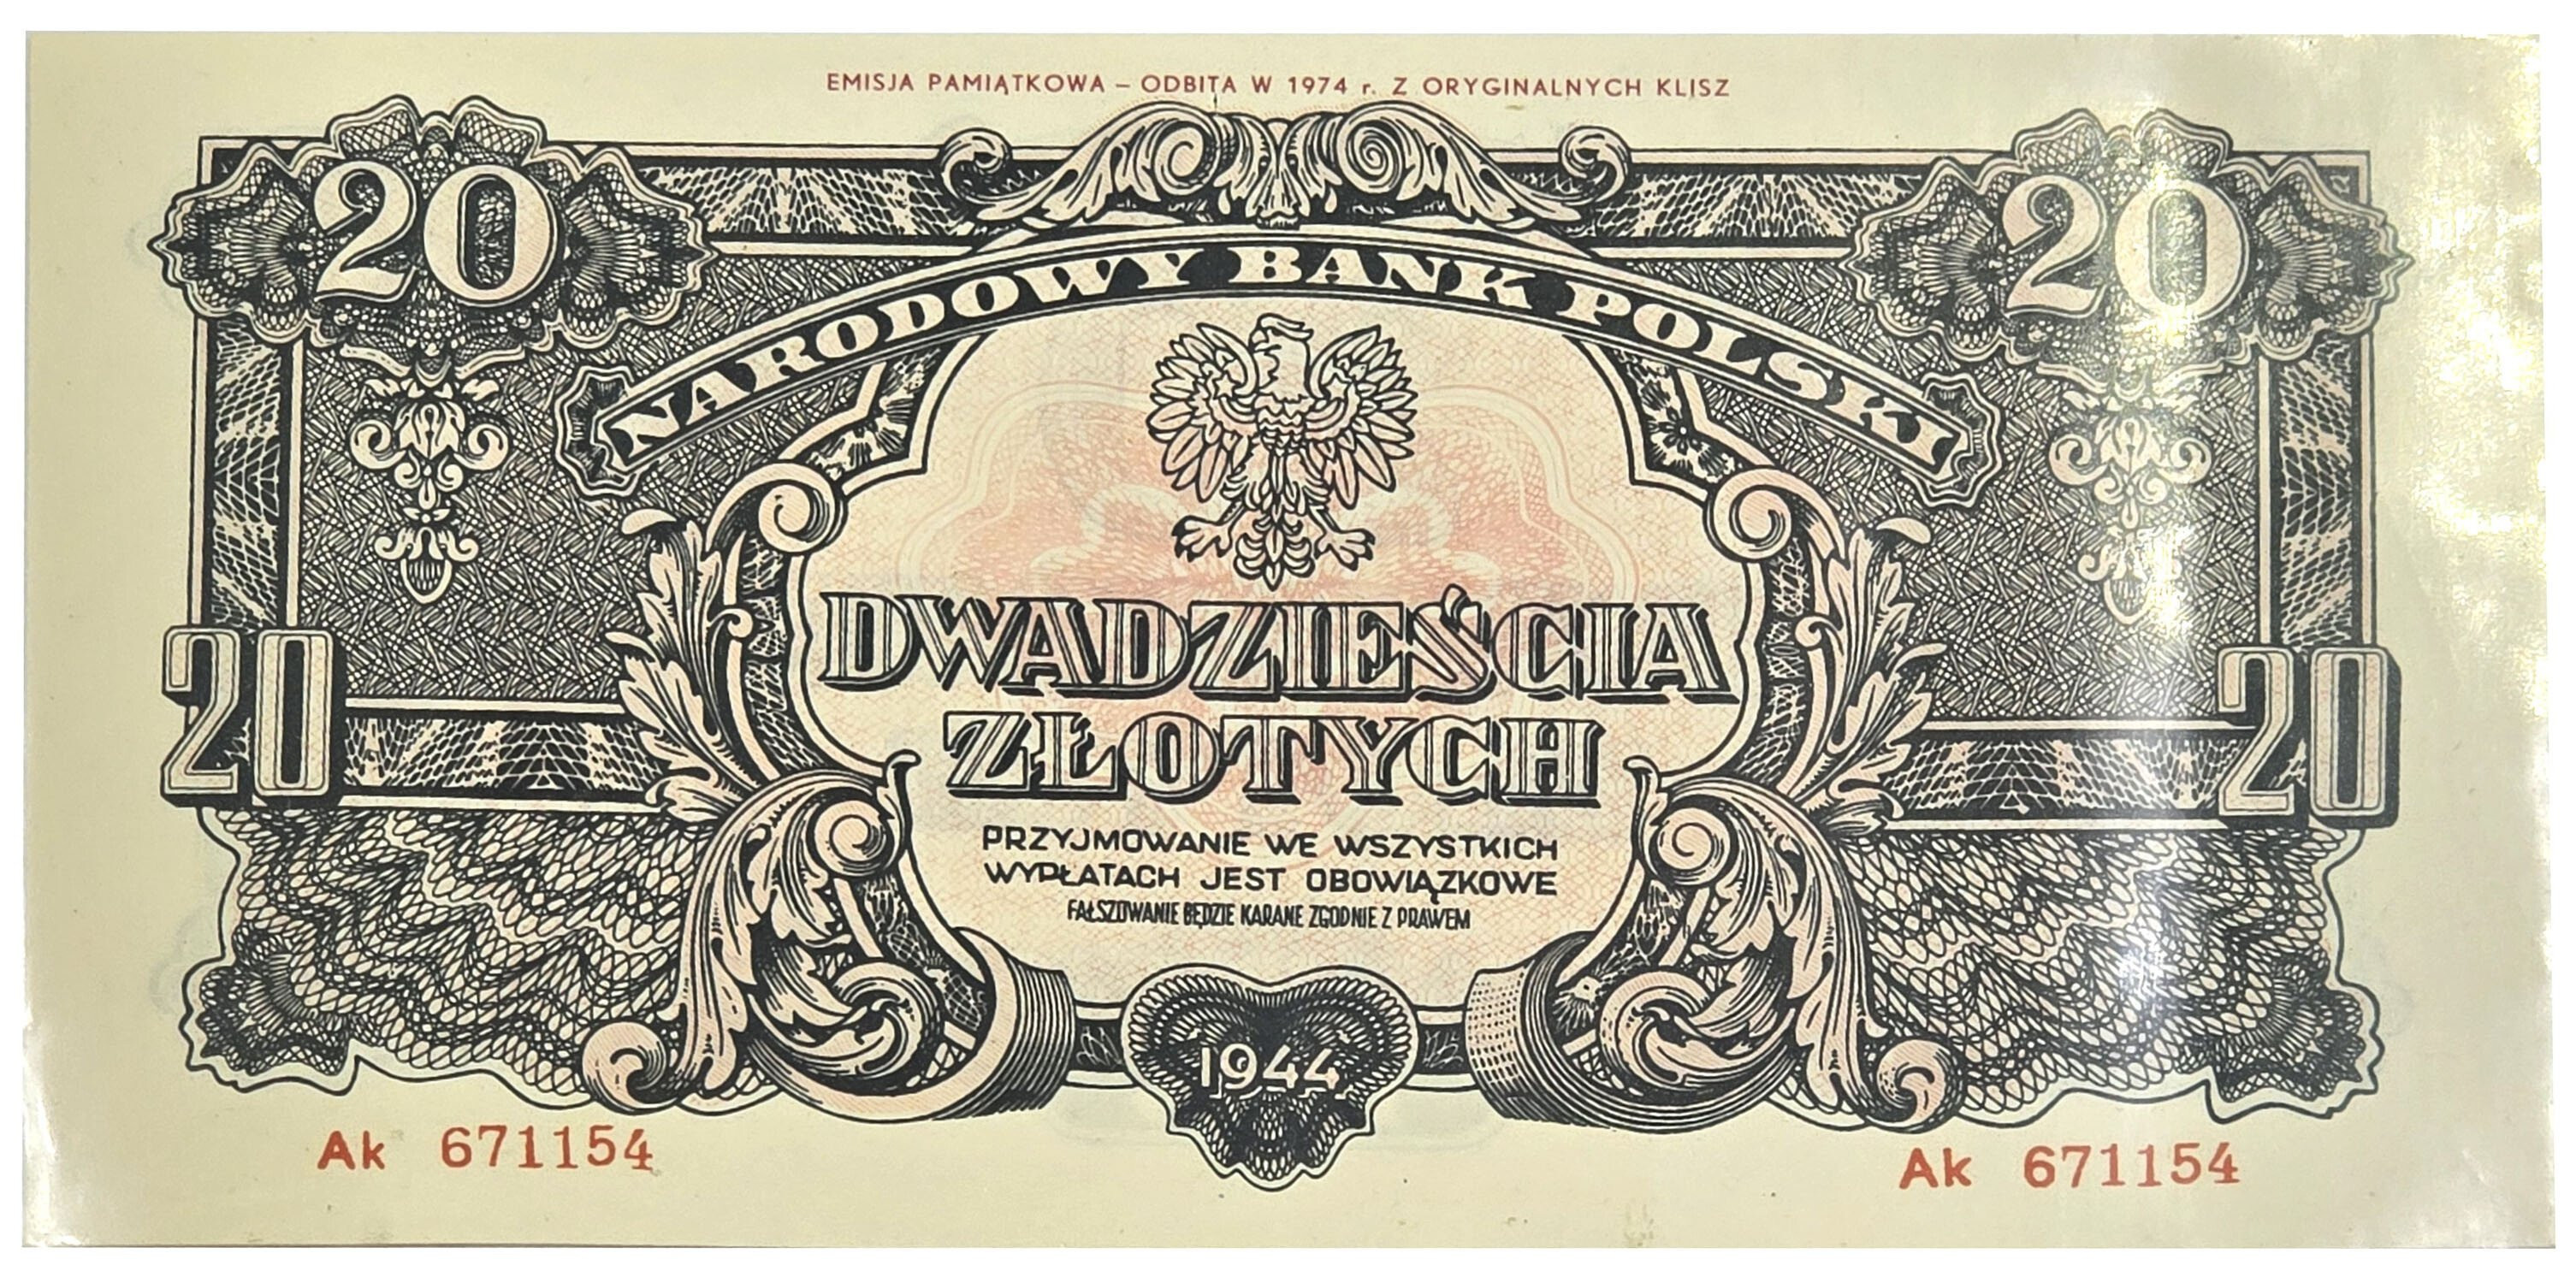 EMISJA PAMIĄTKOWA – ODBITA W 1974 r. Z ORYGINALNYCH KLISZ
20 20
NARODOWY BANK POLSKI
DWADZIEŚCIA
ZŁOTYCH
20 20
PRZYJMOWANIE WE WSZYSTKICH
WYPŁATACH JEST OBOWIĄZKOWE
FAŁSZOWANIE BĘDZIE KARANE ZGODNIE Z PRAWEM
1944
Ak 671154 Ak 671154